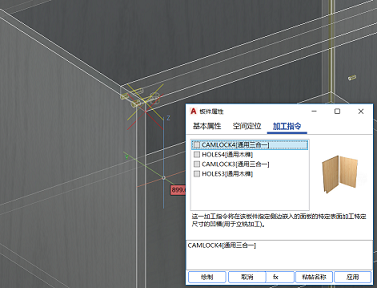 板件属性
基本属性 空间定位 加工指令
CAMLOCK4[通用三合一]
HOLES4[通用木榫]
CAMLOCK3[通用三合一]
HOLES3[通用木榫]
这一加工指令将在该板件指定侧边嵌入的面板的特定表面加工特定
尺寸的凹槽(用于立铣加工)。
CAMLOCK4[通用三合一]
绘制 取消 fx 粘帖名称 应用
Z